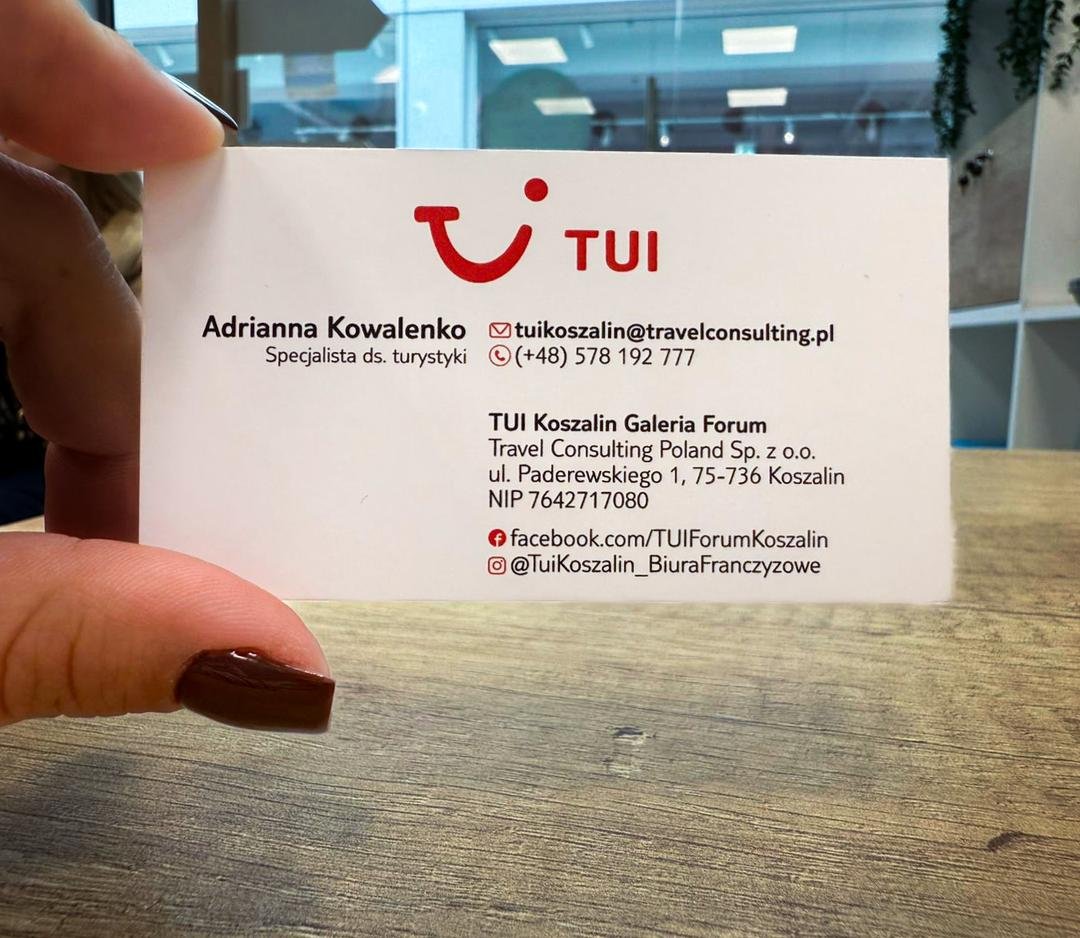 TUI
Adrianna Kowalenko
Specjalista ds. turystyki
tuikoszalin@travelconsulting.pl
(+48) 578 192 777
TUI Koszalin Galeria Forum
Travel Consulting Poland Sp. z o.o.
ul. Paderewskiego 1, 75-736 Koszalin
NIP 7642717080
facebook.com/TUIForumKoszalin
@TuiKoszalin_BiuraFranczyzowe